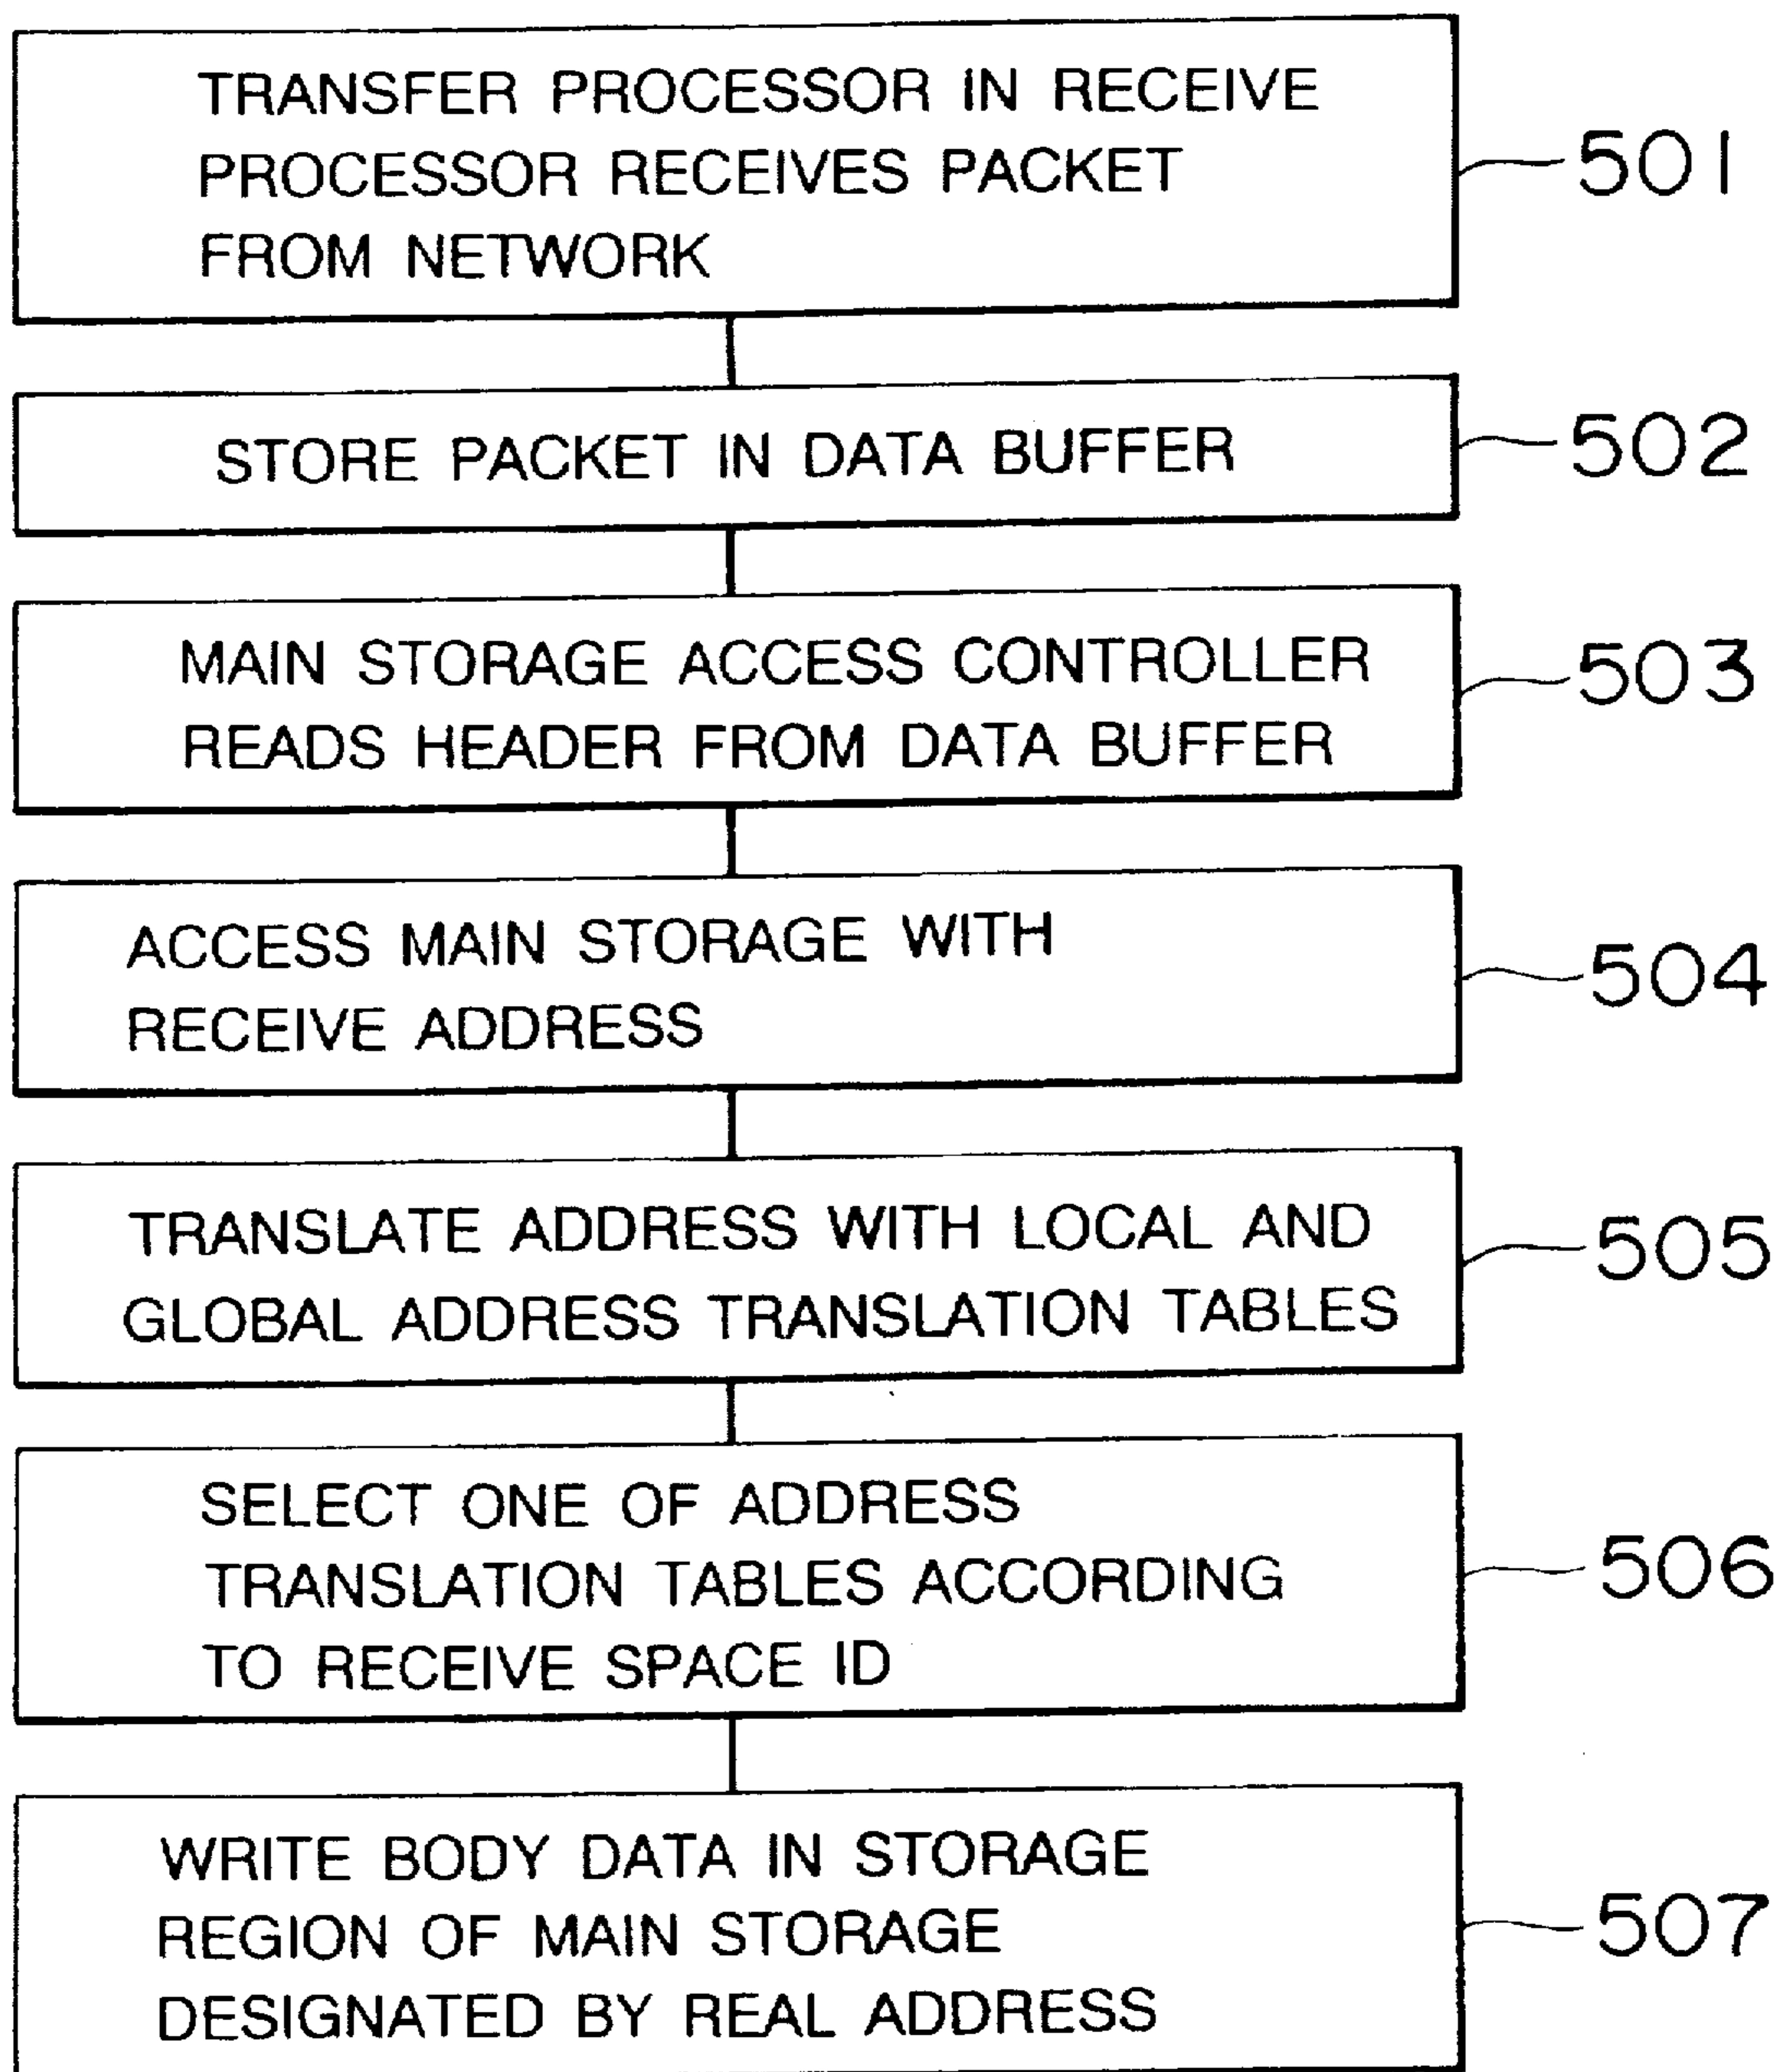 TRANSFER PROCESSOR IN RECEIVE
PROCESSOR RECEIVES PACKET
FROM NETWORK
501
STORE PACKET IN DATA BUFFER
502
MAIN STORAGE ACCESS CONTROLLER
READS HEADER FROM DATA BUFFER
503
ACCESS MAIN STORAGE WITH
RECEIVE ADDRESS
504
TRANSLATE ADDRESS WITH LOCAL AND
GLOBAL ADDRESS TRANSLATION TABLES
505
SELECT ONE OF ADDRESS
TRANSLATION TABLES ACCORDING
TO RECEIVE SPACE ID
506
WRITE BODY DATA IN STORAGE
REGION OF MAIN STORAGE
DESIGNATED BY REAL ADDRESS
507